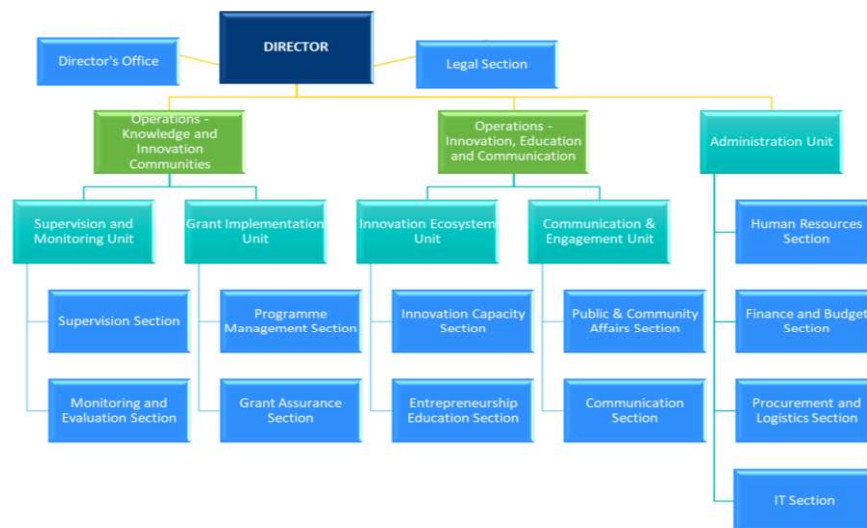 DIRECTOR
Director's Office
Legal Section
Operations -
Knowledge and
Innovation
Communities
Operations -
Innovation, Education
and Communication
Administration Unit
Supervision and
Monitoring Unit
Grant Implementation
Unit
Innovation Ecosystem
Unit
Communication &
Engagement Unit
Human Resources
Section
Supervision Section
Programme
Management Section
Innovation Capacity
Section
Public & Community
Affairs Section
Finance and Budget
Section
Monitoring and
Evaluation Section
Grant Assurance
Section
Entrepreneurship
Education Section
Communication
Section
Procurement and
Logistics Section
IT Section